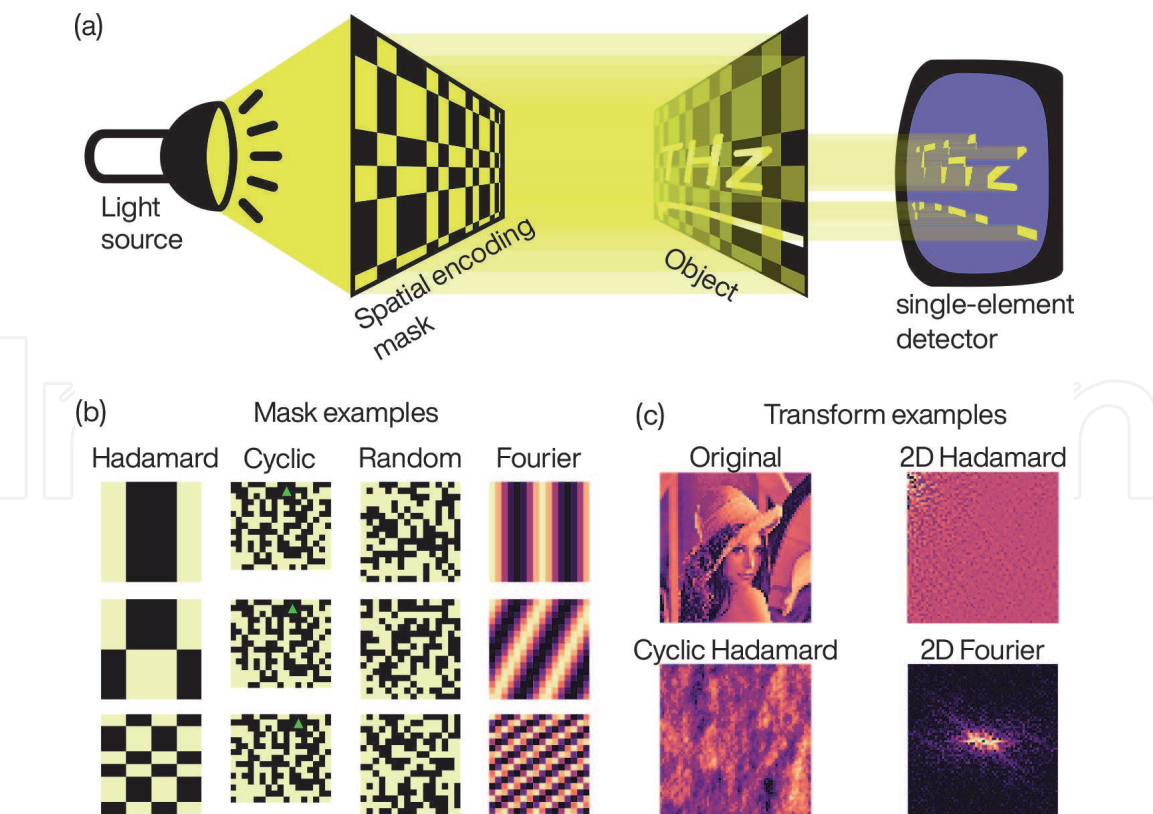 (a)
THz
Light
source
Spatial encoding
mask
Object
THz
single-element
detector
(b)
Mask examples
Hadamard
Cyclic
Random
Fourier
(c)
Transform examples
Original
2D Hadamard
Cyclic Hadamard
2D Fourier